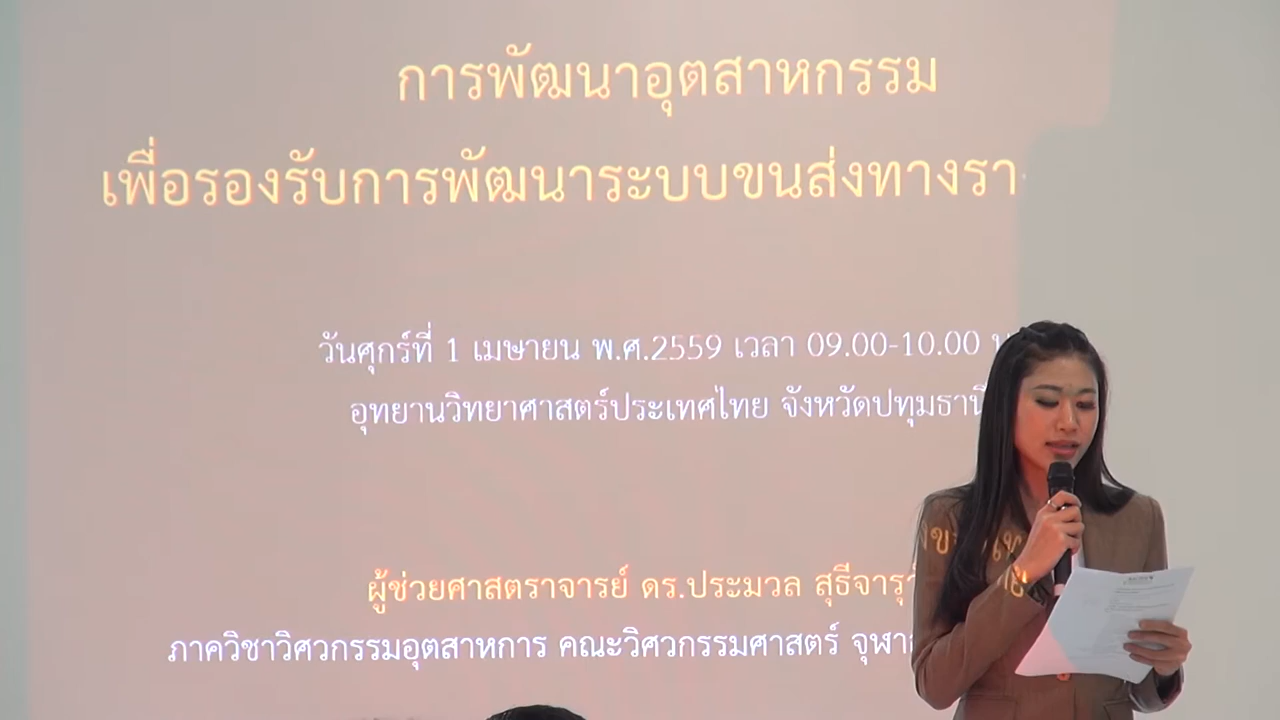 การพัฒนาอุตสาหกรรม
เพื่อรองรับการพัฒนาระบบขนส่งทางรา
วันศุกร์ที่ 1 เมษายน พ.ศ.2559 เวลา 09.00-10.00 น
อุทยานวิทยาศาสตร์ประเทศไทย จังหวัดปทุมธานี
ผู้ช่วยศาสตราจารย์ ดร.ประมวล สุธีจารุ
ภาควิชาวิศวกรรมอุตสาหการ คณะวิศวกรรมศาสตร์ จุฬา